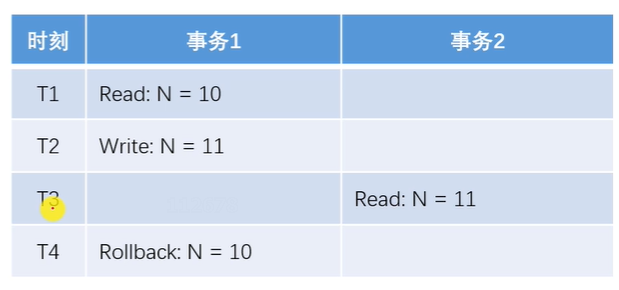 时刻 事务1 事务2
T1 Read: N = 10
T2 Write: N = 11
T3 Read: N = 11
T4 Rollback: N = 10